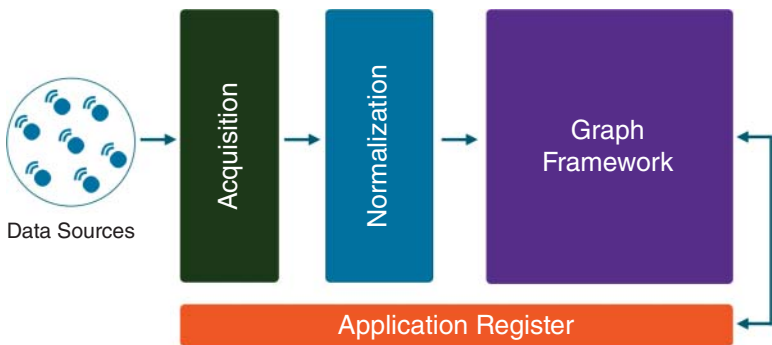 Data Sources
Acquisition
Normalization
Graph
Framework
Application Register